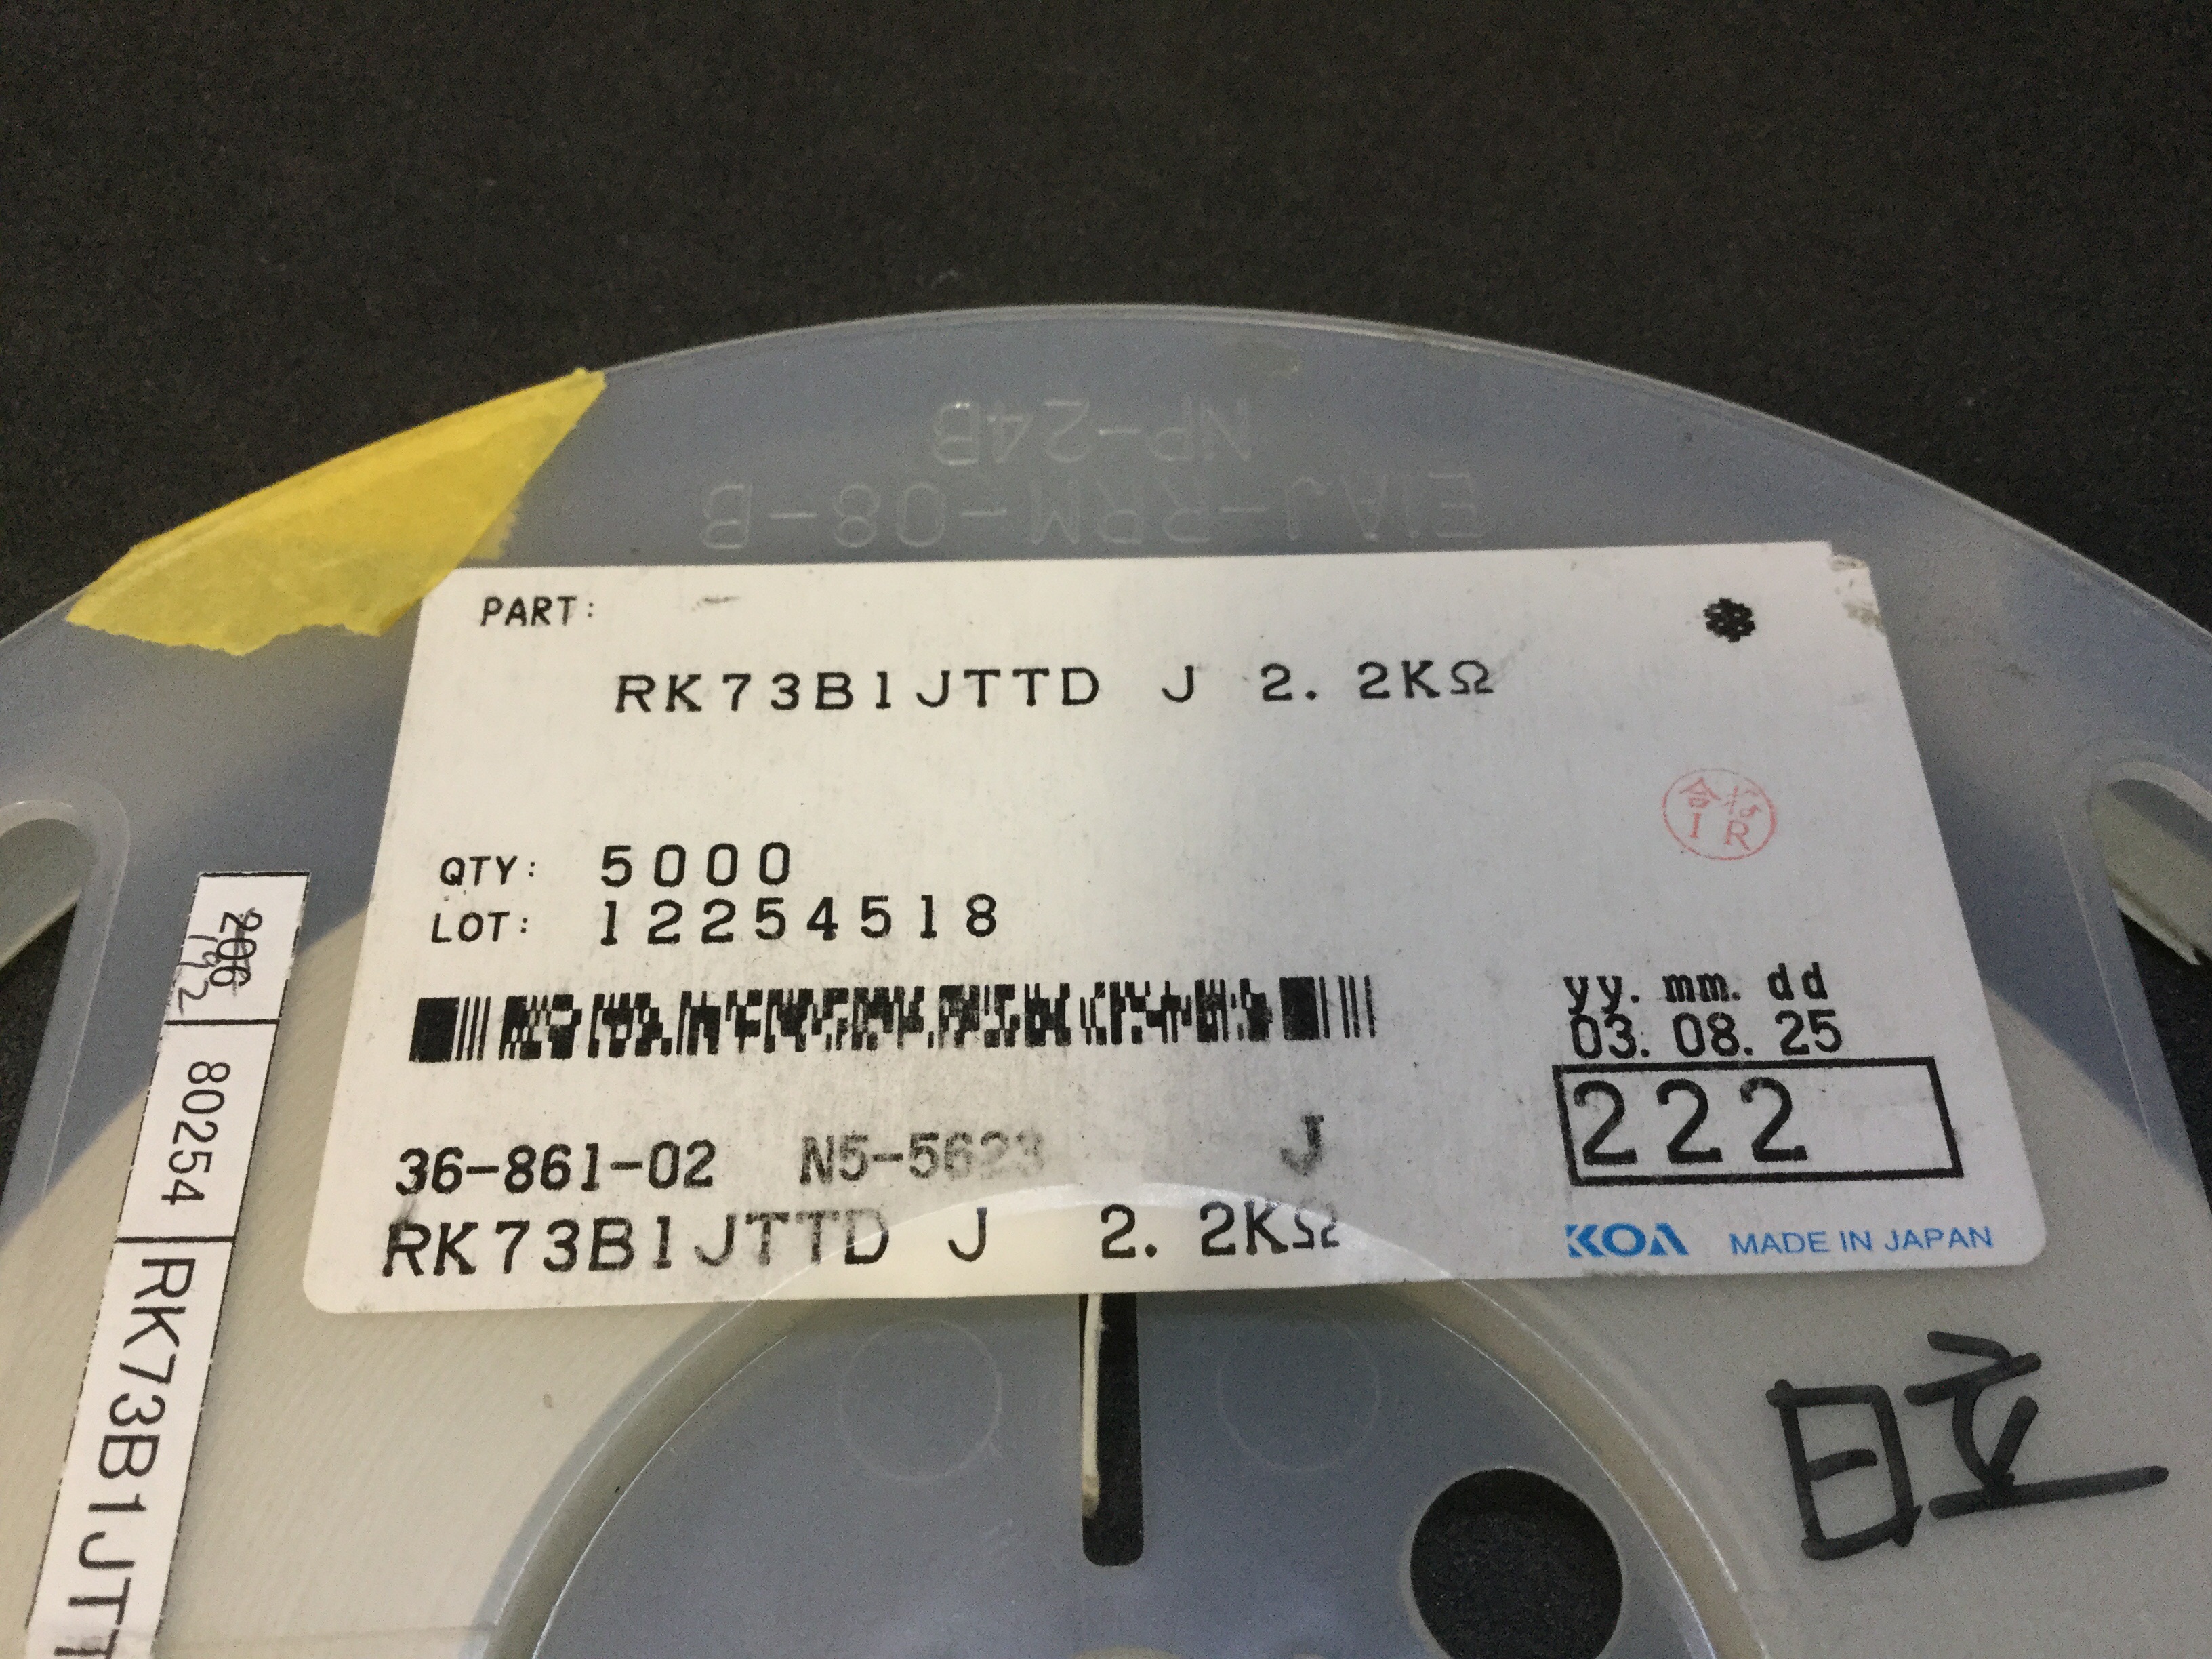 NP-24B
EIAJ-RRM-08-B
PART:
RK73B1JTTD J 2.2KΩ
合格
I R
QTY: 5000
LOT: 12254518
yy. mm. dd
03. 08. 25
222
36-861-02 N5-5623 J
RK73B1JTTD J 2.2KΩ
KOA MADE IN JAPAN
80254
RK73B1JTT
日立